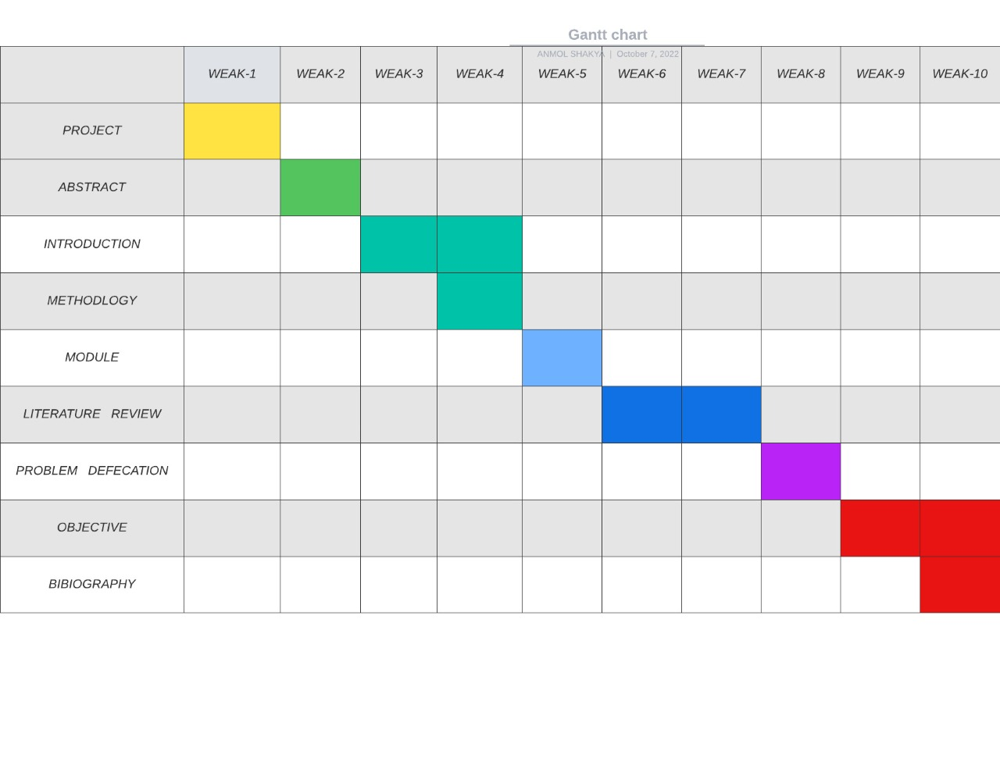 Gantt chart
ANMOL SHAKYA | October 7, 2022
WEAK-1 WEAK-2 WEAK-3 WEAK-4 WEAK-5 WEAK-6 WEAK-7 WEAK-8 WEAK-9 WEAK-10
PROJECT
ABSTRACT
INTRODUCTION
METHODLOGY
MODULE
LITERATURE REVIEW
PROBLEM DEFECATION
OBJECTIVE
BIBIOGRAPHY